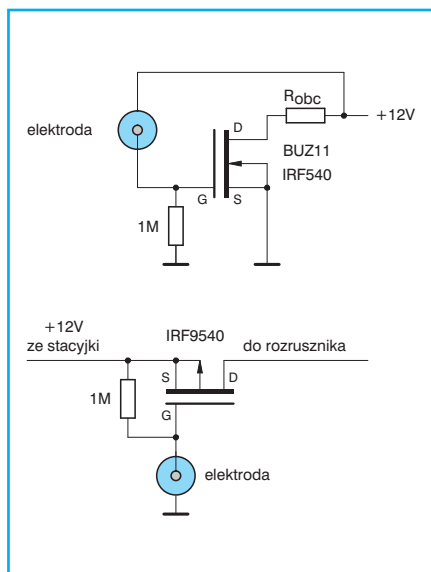 Robc
D
+12V
elektroda
BUZ11
IRF540
G
S
1M
+12V
ze stacyjki
IRF9540
do rozrusznika
S
D
1M
G
elektroda